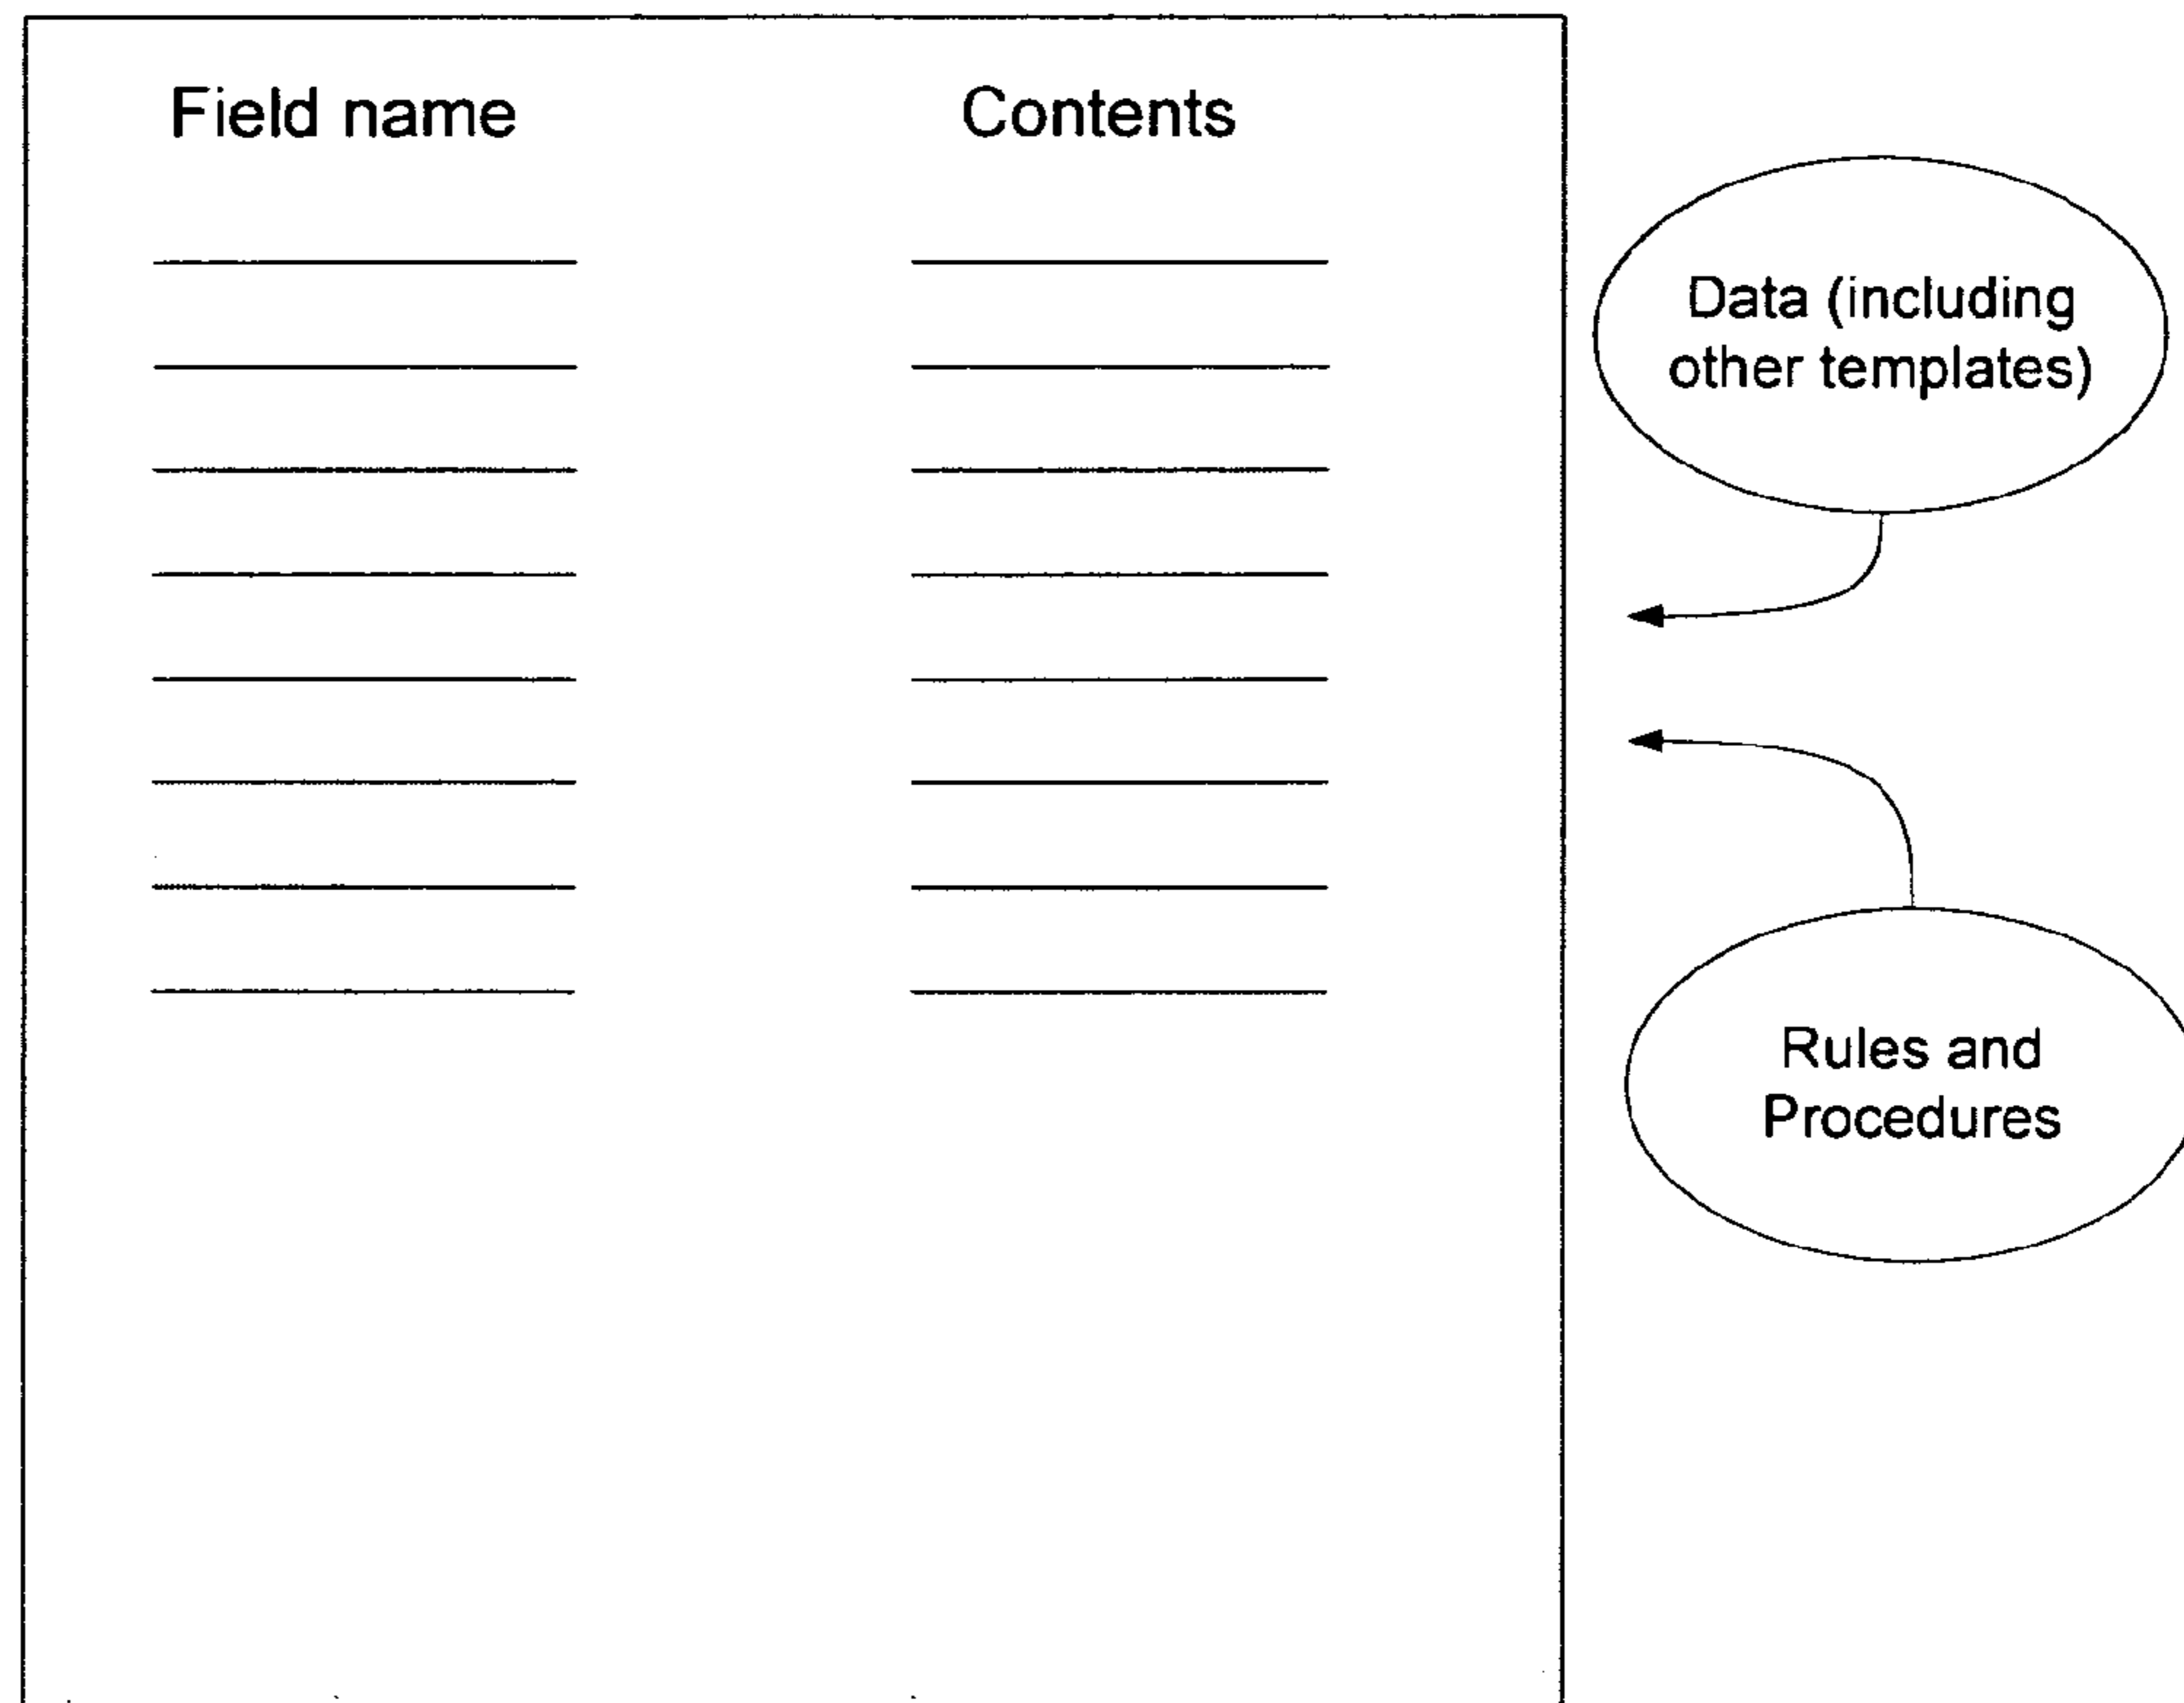 Field name Contents
Data (including
other templates)
Rules and
Procedures